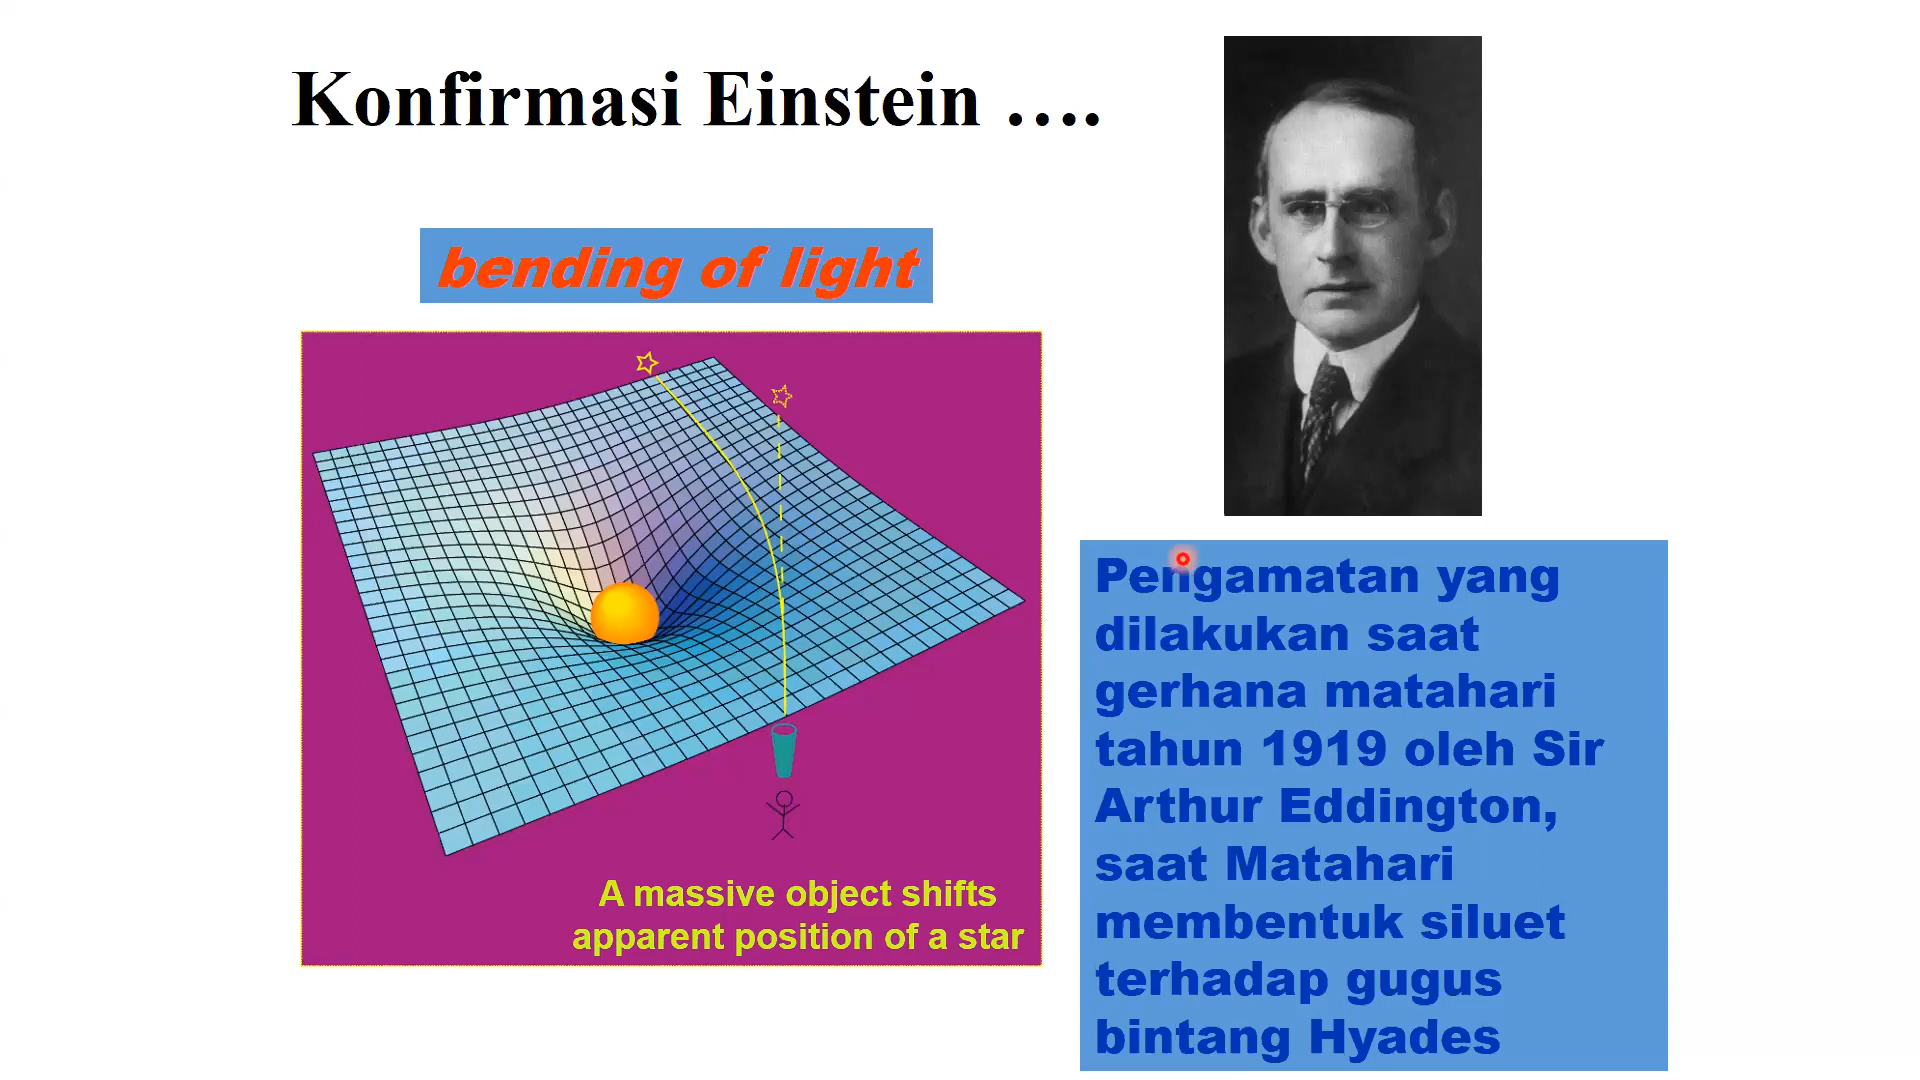 Konfirmasi Einstein ….
bending of light
A massive object shifts
apparent position of a star
Pengamatan yang
dilakukan saat
gerhana matahari
tahun 1919 oleh Sir
Arthur Eddington,
saat Matahari
membentuk siluet
terhadap gugus
bintang Hyades